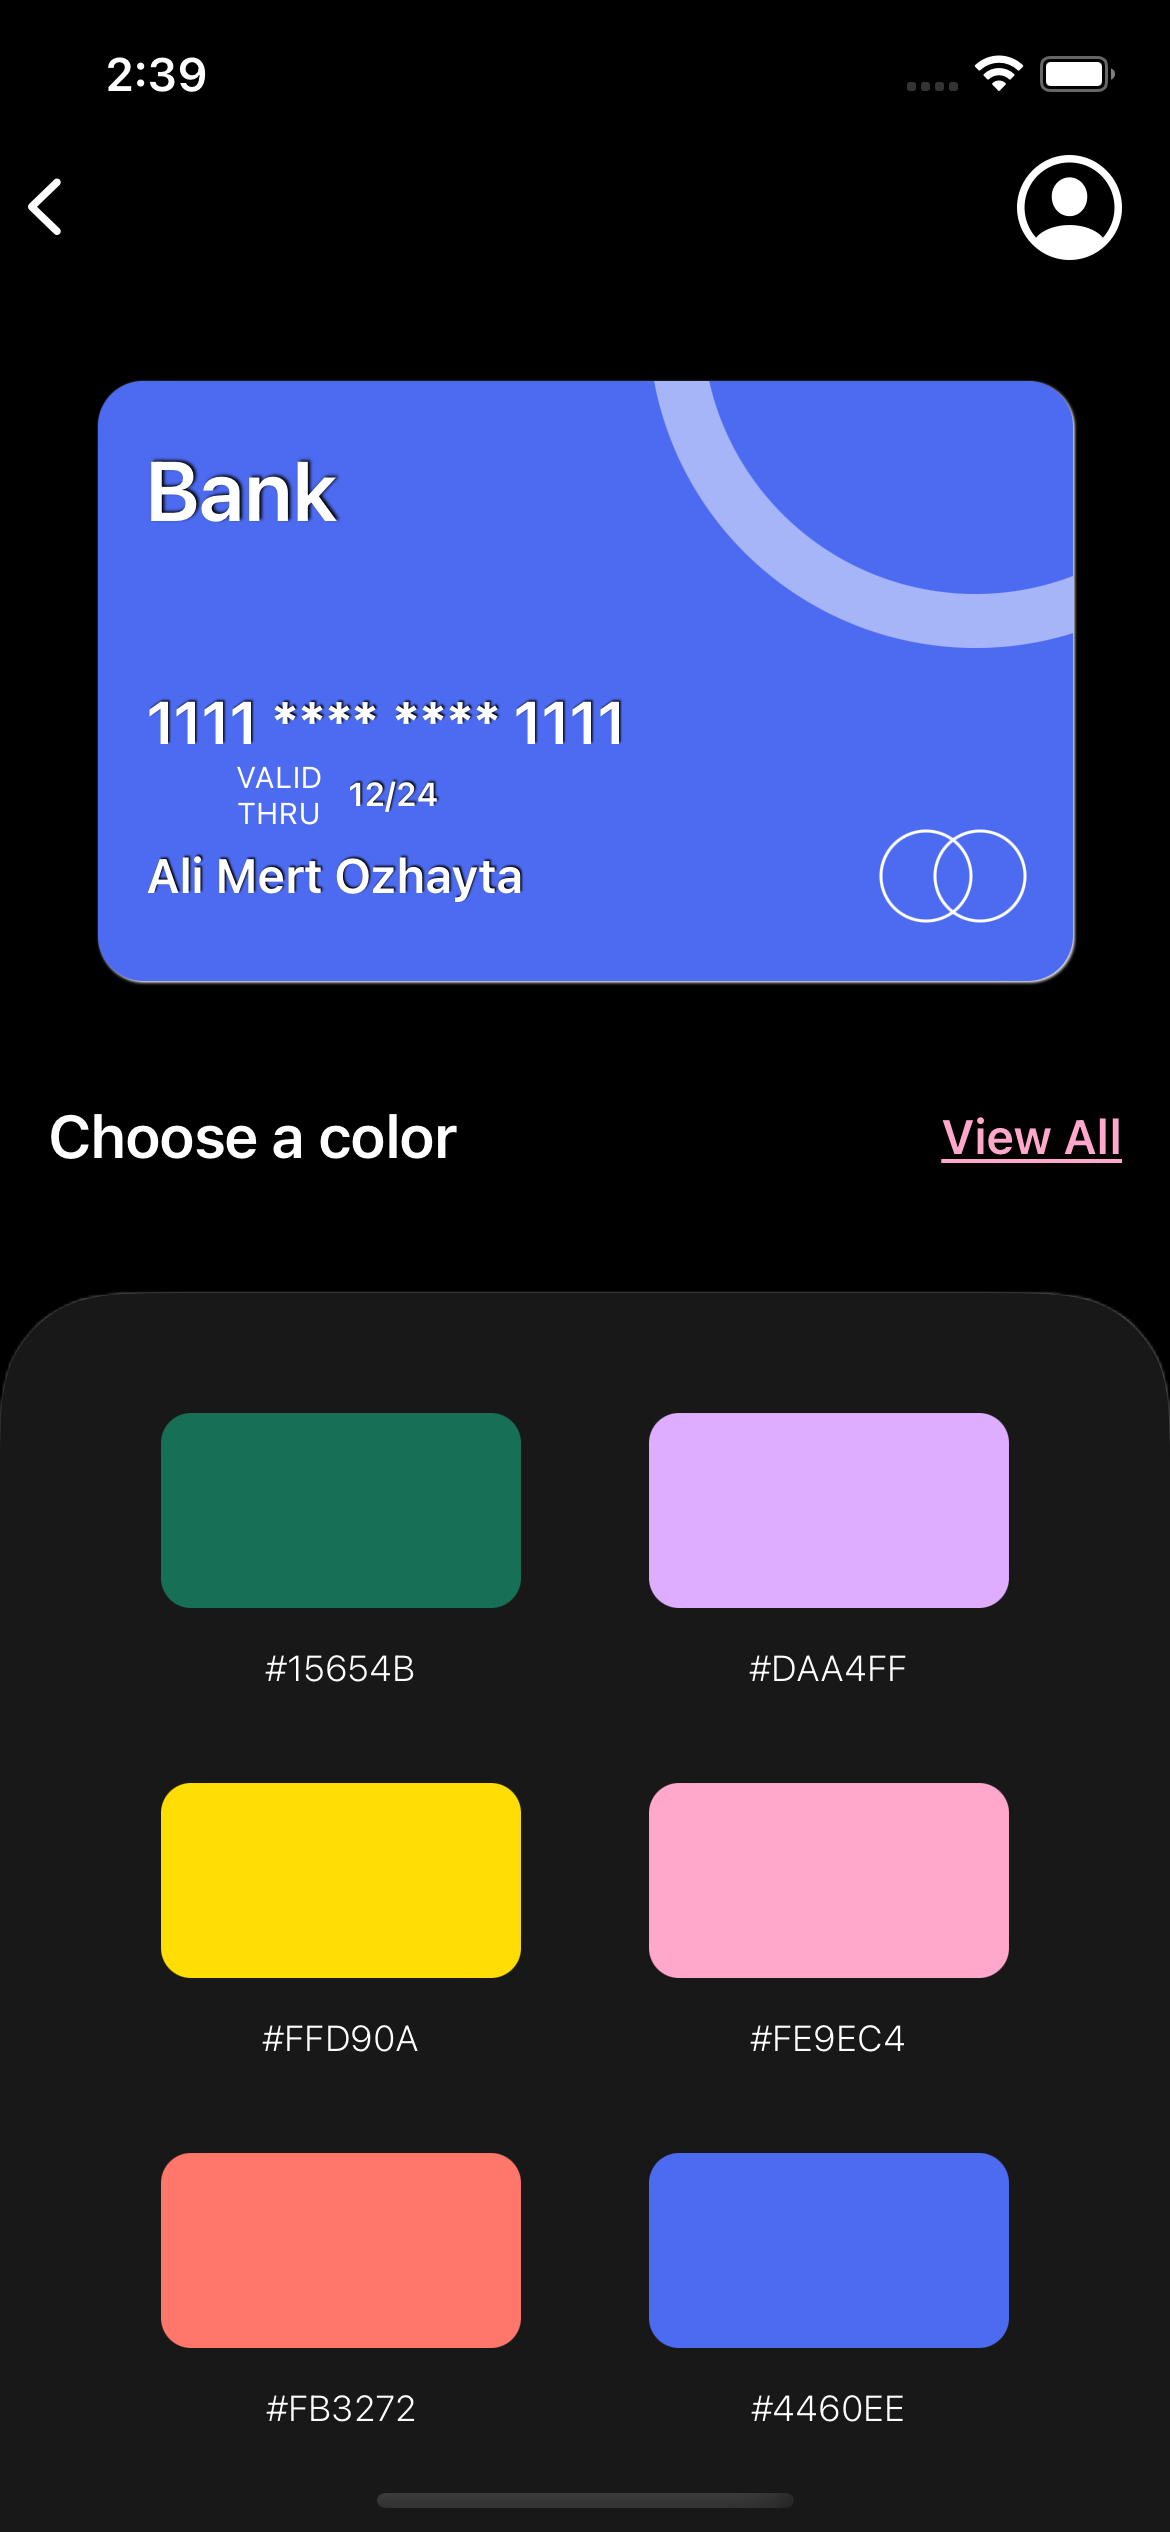 2:39
Bank
1111 **** **** 1111
VALID
THRU
12/24
Ali Mert Ozhayta
Choose a color
View All
#15654B
#DAA4FF
#FFD90A
#FE9EC4
#FB3272
#4460EE